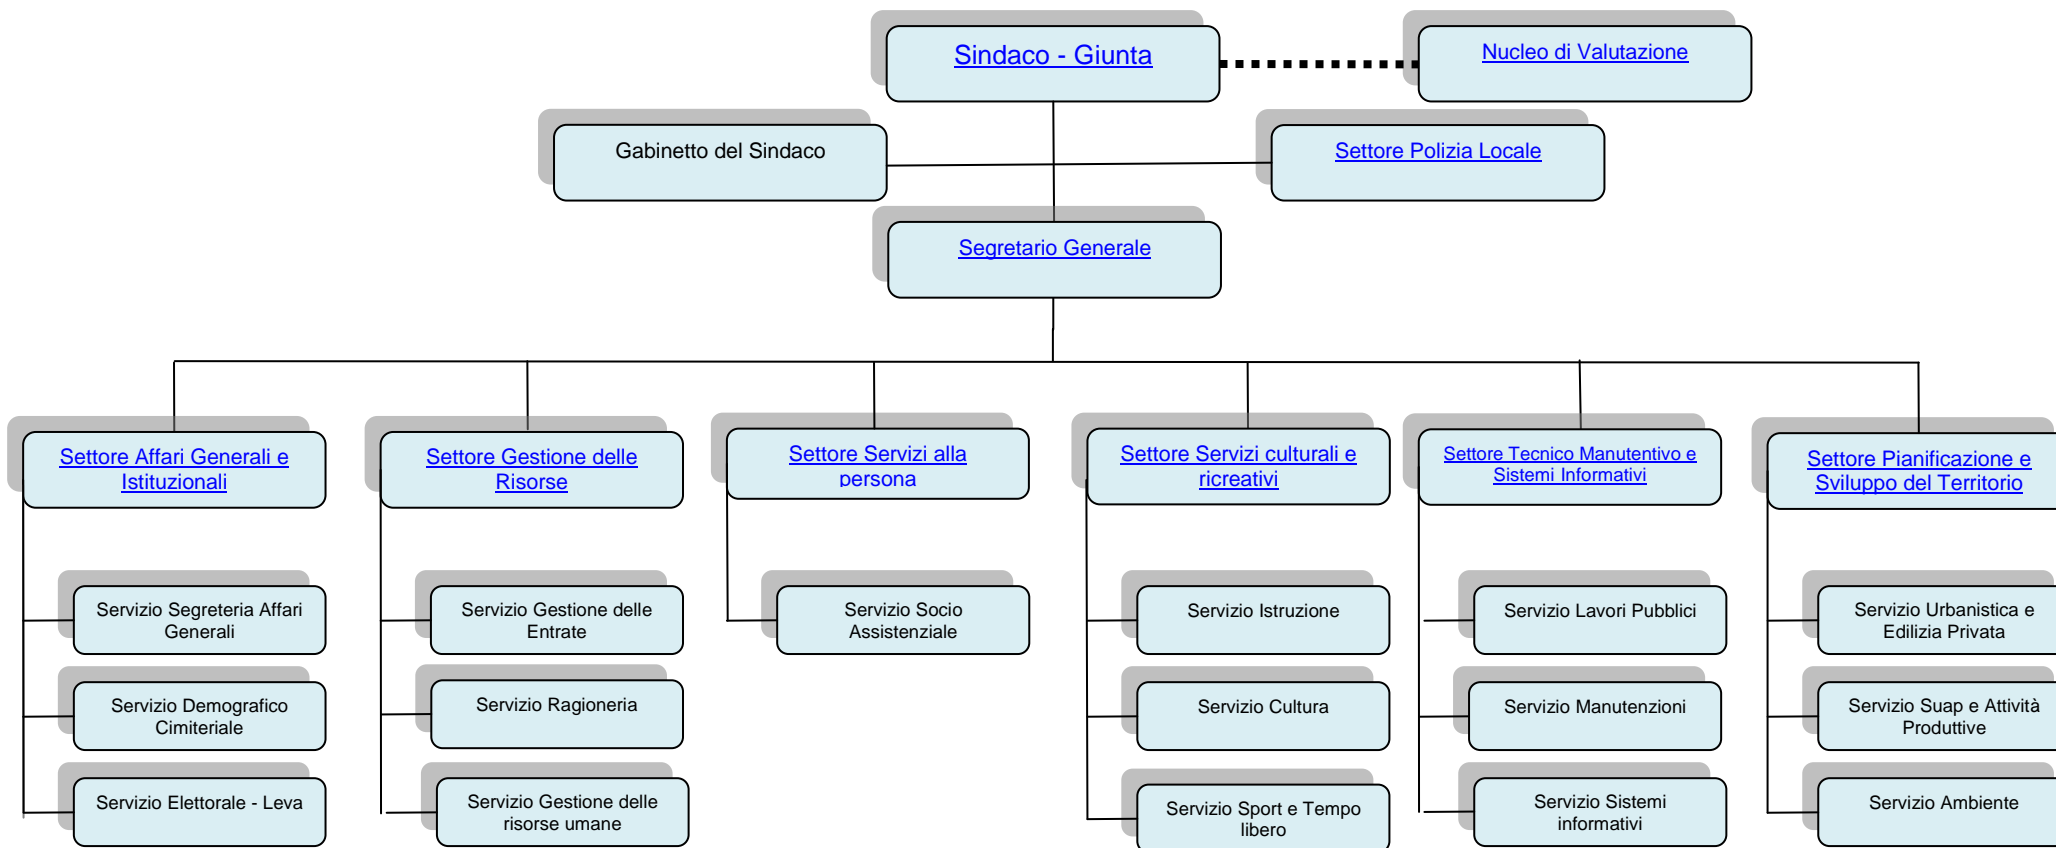 Sindaco - Giunta
Nucleo di Valutazione
Gabinetto del Sindaco
Settore Polizia Locale
Segretario Generale
Settore Affari Generali e
Istituzionali
Settore Gestione delle
Risorse
Settore Servizi alla
persona
Settore Servizi culturali e
ricreativi
Settore Tecnico Manutentivo e
Sistemi Informativi
Settore Pianificazione e
Sviluppo del Territorio
Servizio Segreteria Affari
Generali
Servizio Gestione delle
Entrate
Servizio Socio
Assistenziale
Servizio Istruzione
Servizio Lavori Pubblici
Servizio Urbanistica e
Edilizia Privata
Servizio Demografico
Cimiteriale
Servizio Ragioneria
Servizio Cultura
Servizio Manutenzioni
Servizio Suap e Attività
Produttive
Servizio Elettorale - Leva
Servizio Gestione delle
risorse umane
Servizio Sport e Tempo
libero
Servizio Sistemi
informativi
Servizio Ambiente